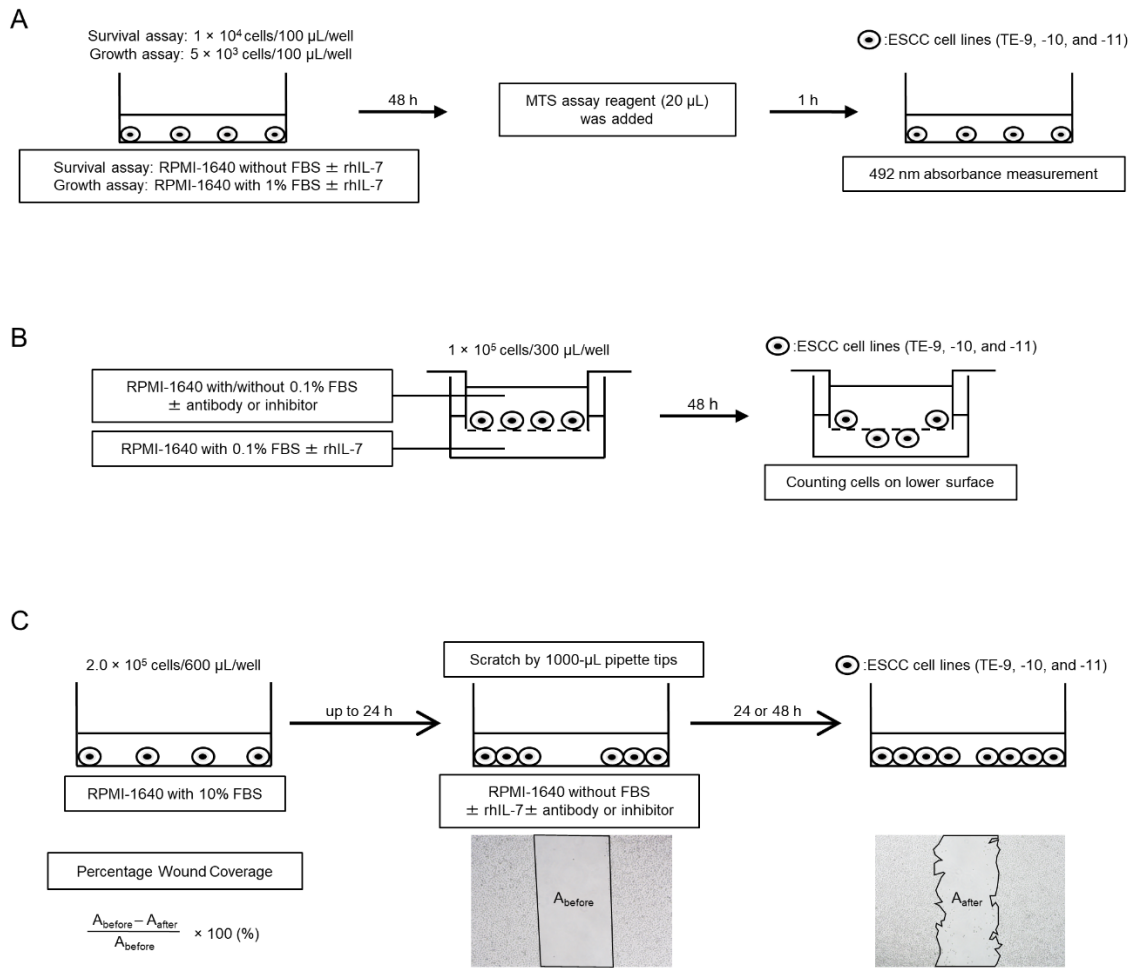 A
Survival assay: 1 × 10⁴ cells/100 μL/well
Growth assay: 5 × 10³ cells/100 μL/well
48 h
MTS assay reagent (20 μL)
was added
1 h
:ESCC cell lines (TE-9, -10, and -11)
Survival assay: RPMI-1640 without FBS ± rhIL-7
Growth assay: RPMI-1640 with 1% FBS ± rhIL-7
492 nm absorbance measurement
B
1 × 10⁵ cells/300 μL/well
:ESCC cell lines (TE-9, -10, and -11)
RPMI-1640 with/without 0.1% FBS
± antibody or inhibitor
RPMI-1640 with 0.1% FBS ± rhIL-7
48 h
Counting cells on lower surface
C
2.0 × 10⁵ cells/600 μL/well
Scratch by 1000-μL pipette tips
:ESCC cell lines (TE-9, -10, and -11)
up to 24 h
24 or 48 h
RPMI-1640 with 10% FBS
RPMI-1640 without FBS
± rhIL-7± antibody or inhibitor
Percentage Wound Coverage
A_before − A_after
A_before
× 100 (%)
A_before
A_after